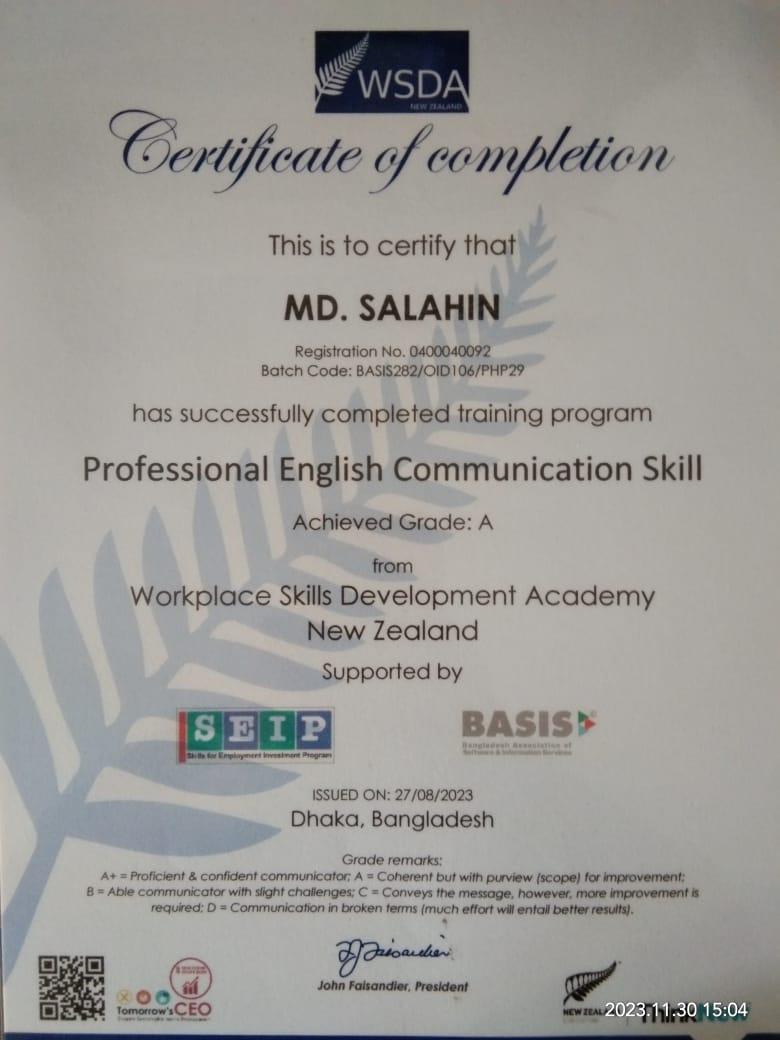 WSDA
NEW ZEALAND
Certificate of completion
This is to certify that
MD. SALAHIN
Registration No. 0400040092
Batch Code: BASIS282/OID106/PHP29
has successfully completed training program
Professional English Communication Skill
Achieved Grade: A
from
Workplace Skills Development Academy
New Zealand
Supported by
SEIP
Skills for Employment Investment Program
BASIS
Bangladesh Association of
Software & Information Services
ISSUED ON: 27/08/2023
Dhaka, Bangladesh
Grade remarks:
A+ = Proficient & confident communicator; A = Coherent but with purview (scope) for improvement;
B = Able communicator with slight challenges; C = Conveys the message, however, more improvement is
required; D = Communication in broken terms (much effort will entail better results).
John Faisandier, President
Tomorrow'sCEO
NEW ZEAL
2023.11.30 15:04